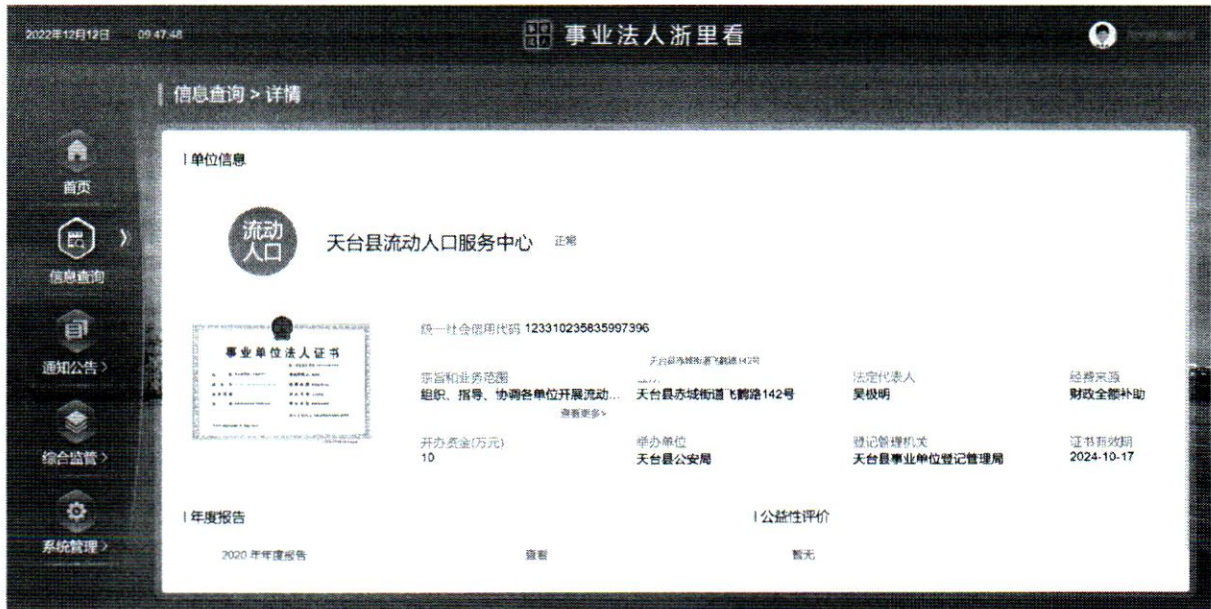 2022年12月12日 09:47:48
事业法人浙里看
信息查询 > 详情
首页
信息查询
通知公告 >
综合监管 >
系统管理 >
单位信息
流动
人口
天台县流动人口服务中心 正常
事业单位法人证书
统一社会信用代码 123310235835997396
天台县赤城街道飞鹤路142号
宗旨和业务范围 住所 法定代表人 经费来源
组织、指导、协调各单位开展流动... 天台县赤城街道飞鹤路142号 吴极明 财政全额补助
查看更多>
开办资金(万元) 举办单位 登记管理机关 证书有效期
10 天台县公安局 天台县事业单位登记管理局 2024-10-17
年度报告 公益性评价
2020 年年度报告 查看 暂无